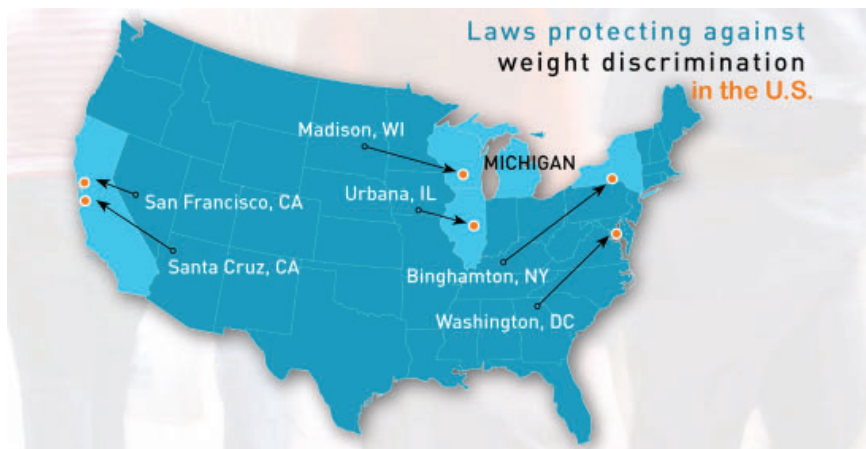 Laws protecting against
weight discrimination
in the U.S.
Madison, WI
MICHIGAN
Urbana, IL
San Francisco, CA
Santa Cruz, CA
Binghamton, NY
Washington, DC